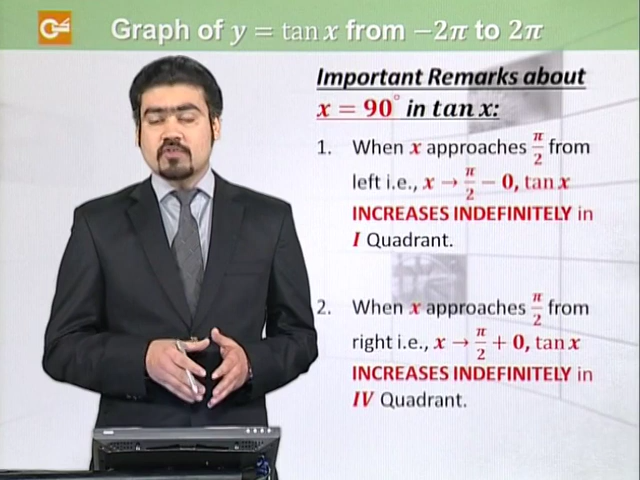 Graph of y = tan x from −2π to 2π
Important Remarks about
x = 90° in tan x:
1. When x approaches π/2 from
left i.e., x → π/2 − 0, tan x
INCREASES INDEFINITELY in
I Quadrant.
2. When x approaches π/2 from
right i.e., x → π/2 + 0, tan x
INCREASES INDEFINITELY in
IV Quadrant.